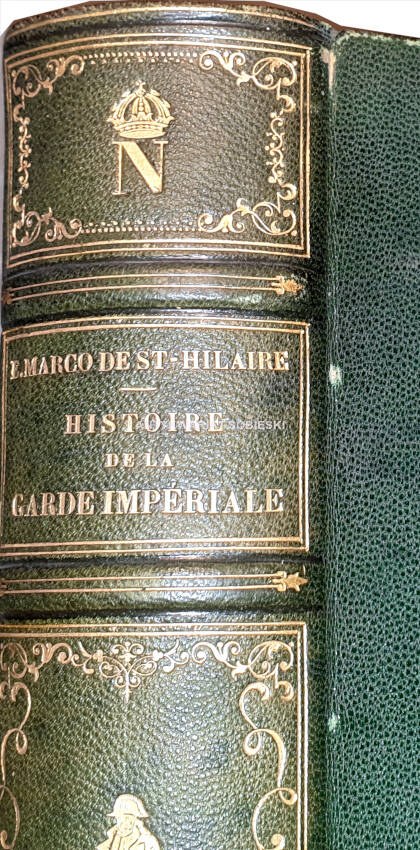 N
E. MARCO DE ST-HILAIRE
HISTOIRE
DE LA
GARDE IMPÉRIALE